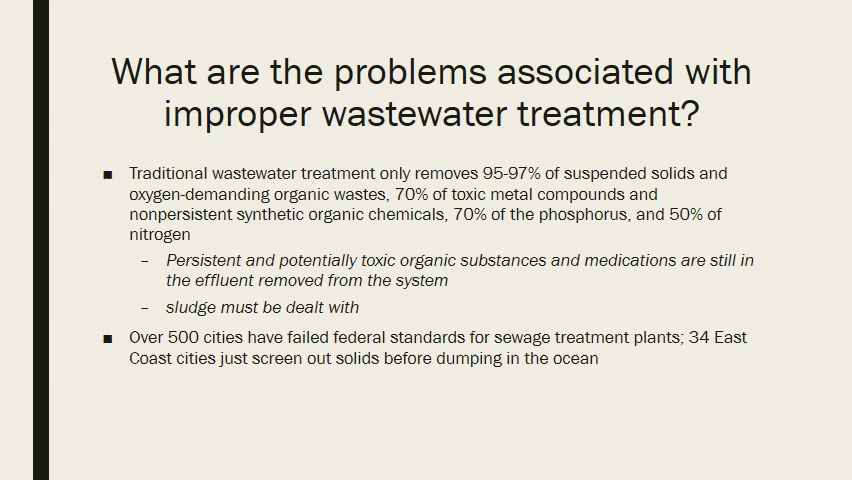 What are the problems associated with
improper wastewater treatment?
■ Traditional wastewater treatment only removes 95-97% of suspended solids and
oxygen-demanding organic wastes, 70% of toxic metal compounds and
nonpersistent synthetic organic chemicals, 70% of the phosphorus, and 50% of
nitrogen
– Persistent and potentially toxic organic substances and medications are still in
the effluent removed from the system
– sludge must be dealt with
■ Over 500 cities have failed federal standards for sewage treatment plants; 34 East
Coast cities just screen out solids before dumping in the ocean